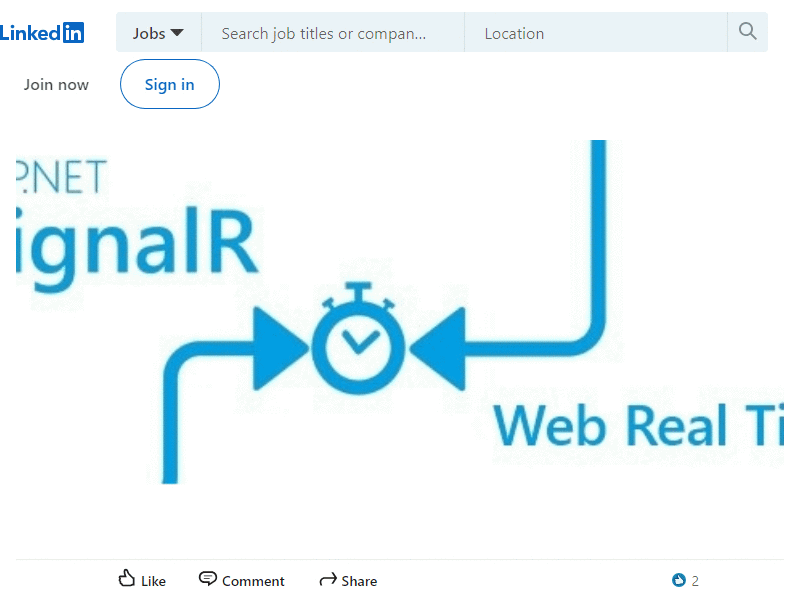 LinkedIn
Jobs
Search job titles or compan...
Location
Join now
Sign in
P.NET
ignalR
Web Real Ti
Like
Comment
Share
2